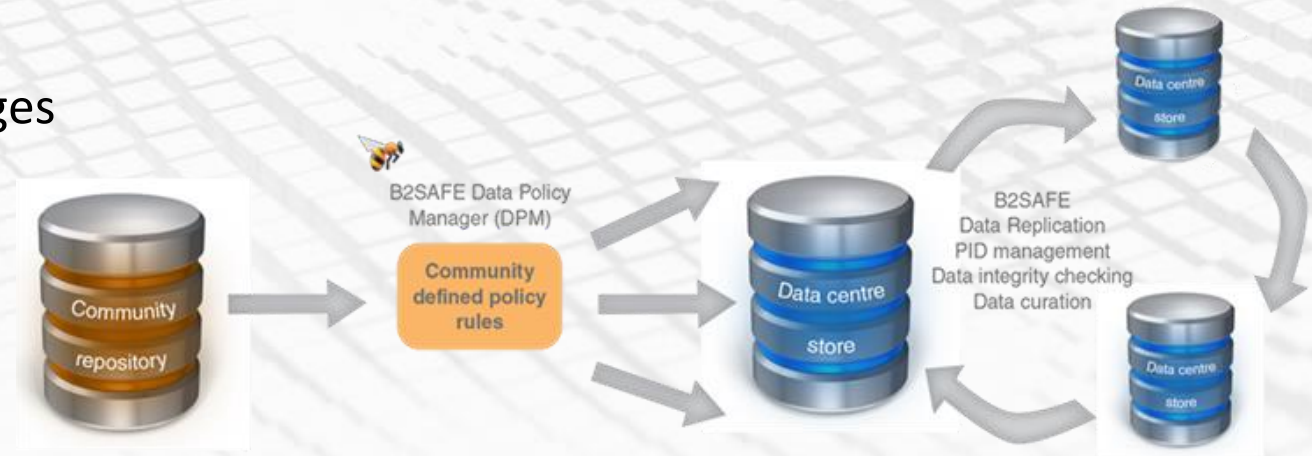 ges
B2SAFE Data Policy
Manager (DPM)
Community
defined policy
rules
Community
repository
Data centre
store
B2SAFE
Data Replication
PID management
Data integrity checking
Data curation
Data centre
store
Data centre
store